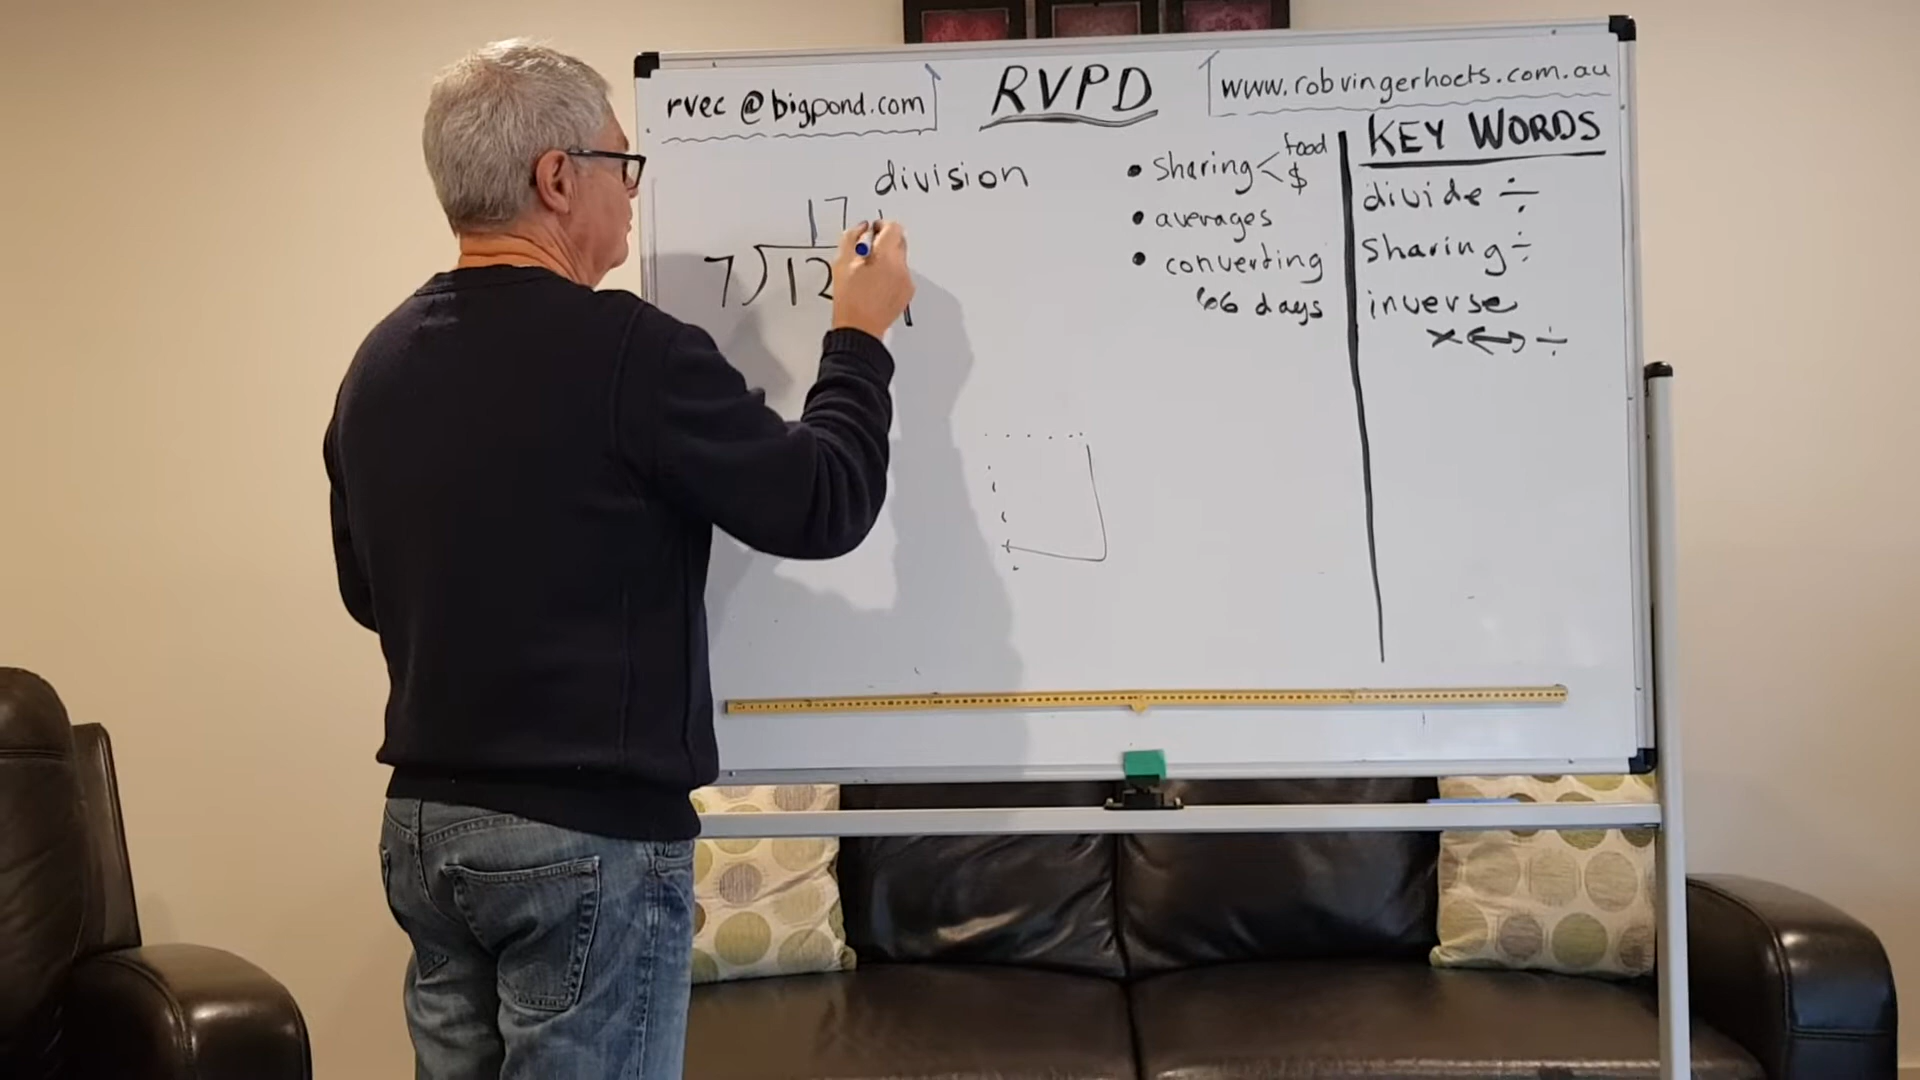 rvec@bigpond.com
RVPD
www.robvingerhoets.com.au
division
17
7)12
• Sharing < food
$
• averages
• converting
66 days
KEY WORDS
divide ÷
Sharing ÷
inverse
× ↔ ÷